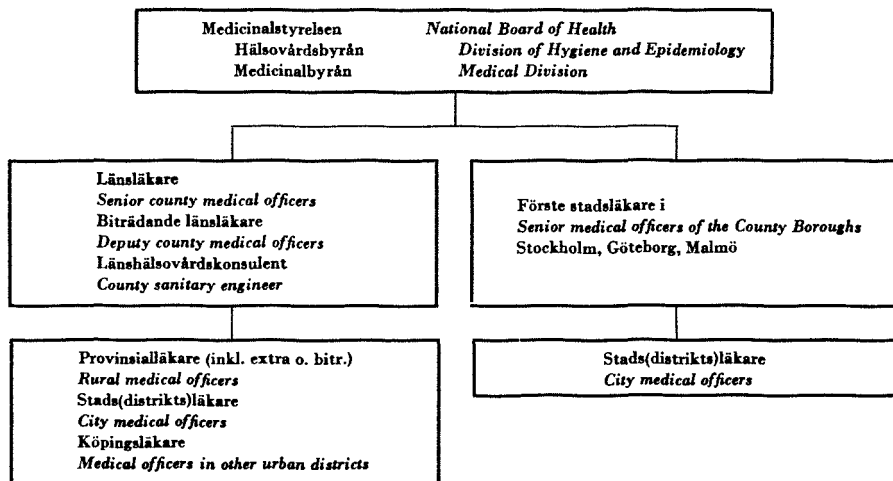 Medicinalstyrelsen National Board of Health
Hälsovårdsbyrån Division of Hygiene and Epidemiology
Medicinalbyrån Medical Division
Länsläkare
Senior county medical officers
Biträdande länsläkare
Deputy county medical officers
Länshälsovårdskonsulent
County sanitary engineer
Förste stadsläkare i
Senior medical officers of the County Boroughs
Stockholm, Göteborg, Malmö
Provinsialläkare (inkl. extra o. bitr.)
Rural medical officers
Stads(distrikts)läkare
City medical officers
Köpingsläkare
Medical officers in other urban districts
Stads(distrikts)läkare
City medical officers